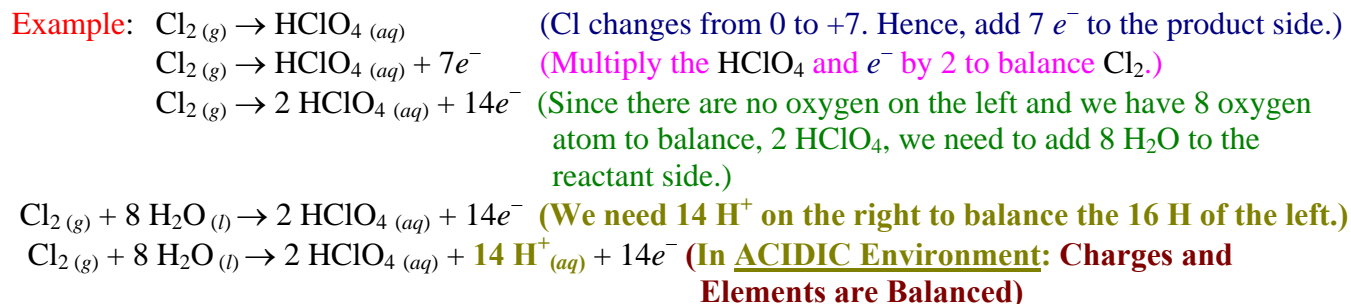 Example: Cl₂ (g) → HClO₄ (aq) (Cl changes from 0 to +7. Hence, add 7 e⁻ to the product side.)
Cl₂ (g) → HClO₄ (aq) + 7e⁻ (Multiply the HClO₄ and e⁻ by 2 to balance Cl₂.)
Cl₂ (g) → 2 HClO₄ (aq) + 14e⁻ (Since there are no oxygen on the left and we have 8 oxygen
atom to balance, 2 HClO₄, we need to add 8 H₂O to the
reactant side.)
Cl₂ (g) + 8 H₂O (l) → 2 HClO₄ (aq) + 14e⁻ (We need 14 H⁺ on the right to balance the 16 H of the left.)
Cl₂ (g) + 8 H₂O (l) → 2 HClO₄ (aq) + 14 H⁺ (aq) + 14e⁻ (In ACIDIC Environment: Charges and
Elements are Balanced)